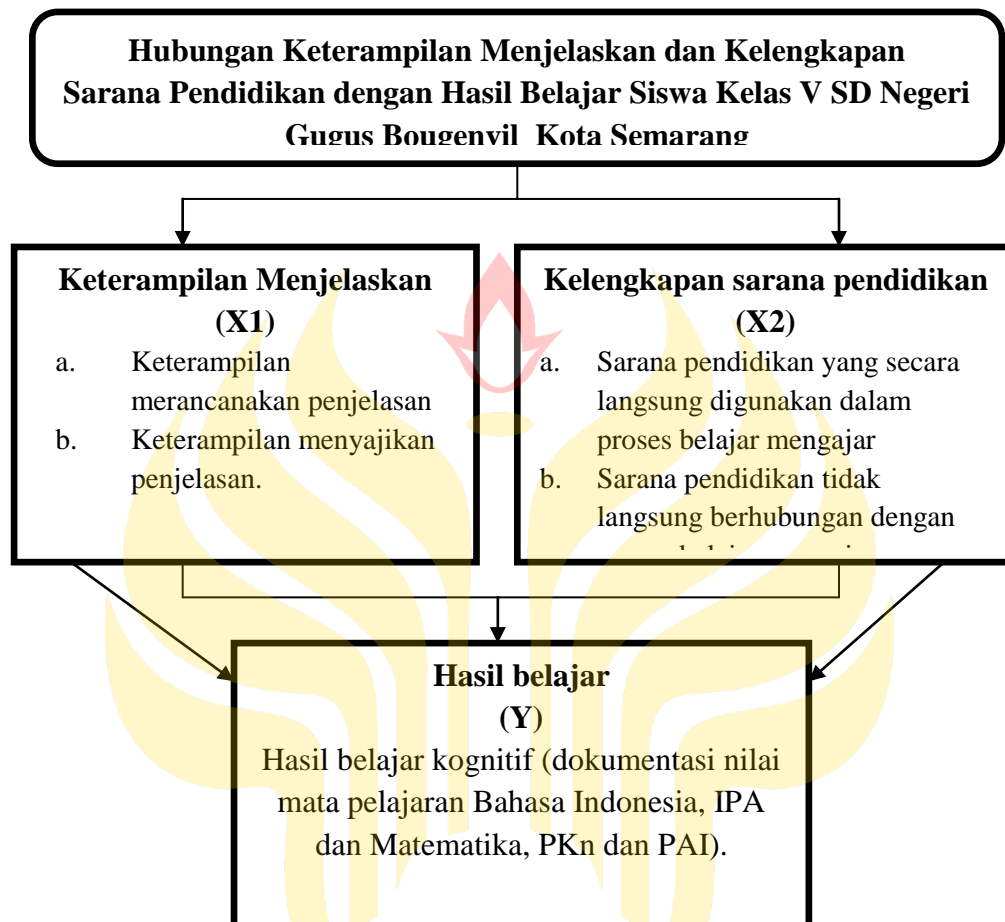 Hubungan Keterampilan Menjelaskan dan Kelengkapan
Sarana Pendidikan dengan Hasil Belajar Siswa Kelas V SD Negeri
Gugus Bougenvil Kota Semarang
Keterampilan Menjelaskan
(X1)
a. Keterampilan
merancanakan penjelasan
b. Keterampilan menyajikan
penjelasan.
Kelengkapan sarana pendidikan
(X2)
a. Sarana pendidikan yang secara
langsung digunakan dalam
proses belajar mengajar
b. Sarana pendidikan tidak
langsung berhubungan dengan
Hasil belajar
(Y)
Hasil belajar kognitif (dokumentasi nilai
mata pelajaran Bahasa Indonesia, IPA
dan Matematika, PKn dan PAI).